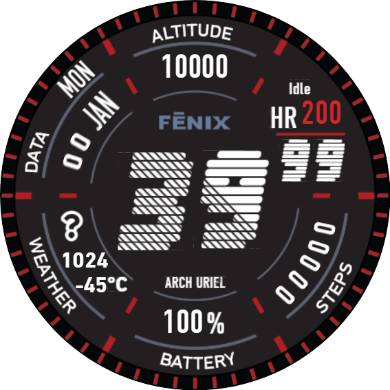 ALTITUDE
10000
MON
00 JAN
DATA
FĒNIX
Idle
HR 200
39
99
?
1024
-45°C
WEATHER
00000
STEPS
ARCH URIEL
100%
BATTERY